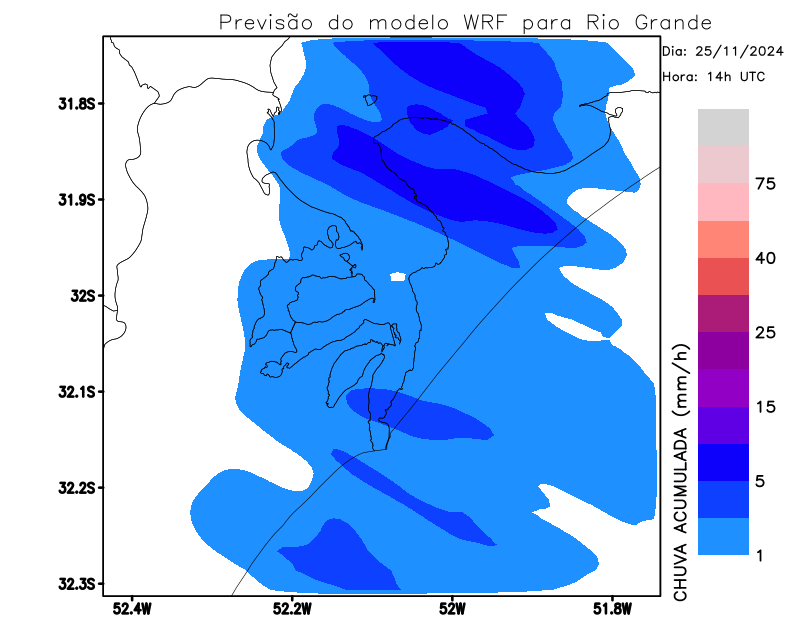 Previsão do modelo WRF para Rio Grande
Dia: 25/11/2024
Hora: 14h UTC
31.8S
31.9S
32S
32.1S
32.2S
32.3S
52.4W 52.2W 52W 51.8W
75
40
25
15
5
1
CHUVA ACUMULADA (mm/h)